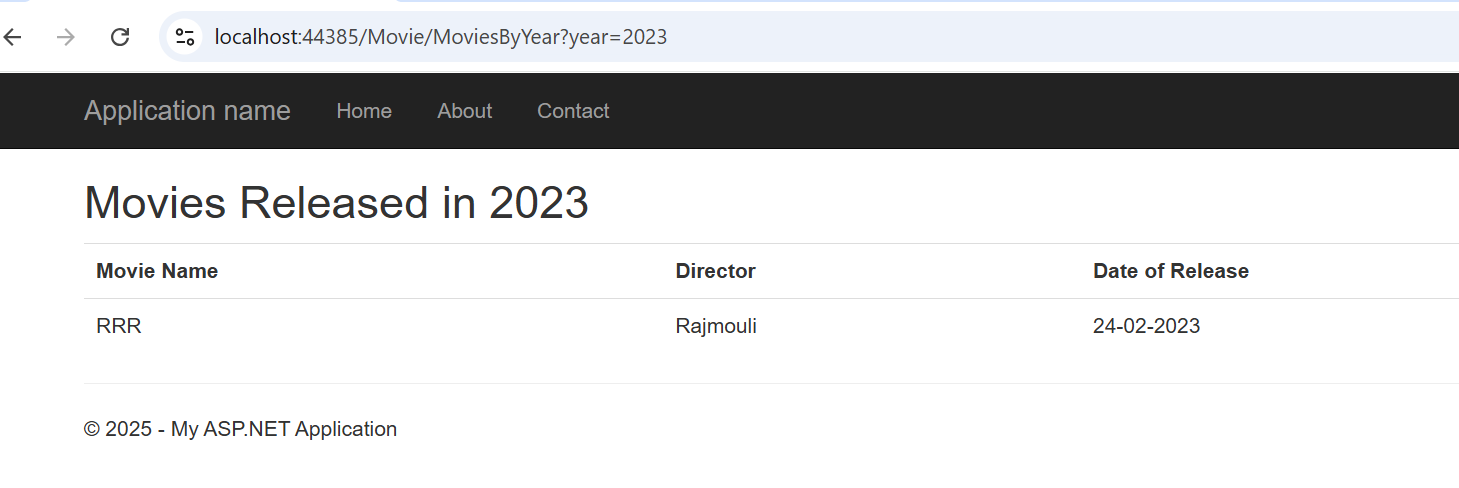 localhost:44385/Movie/MoviesByYear?year=2023
Application name Home About Contact
Movies Released in 2023
Movie Name Director Date of Release
RRR Rajmouli 24-02-2023
© 2025 - My ASP.NET Application